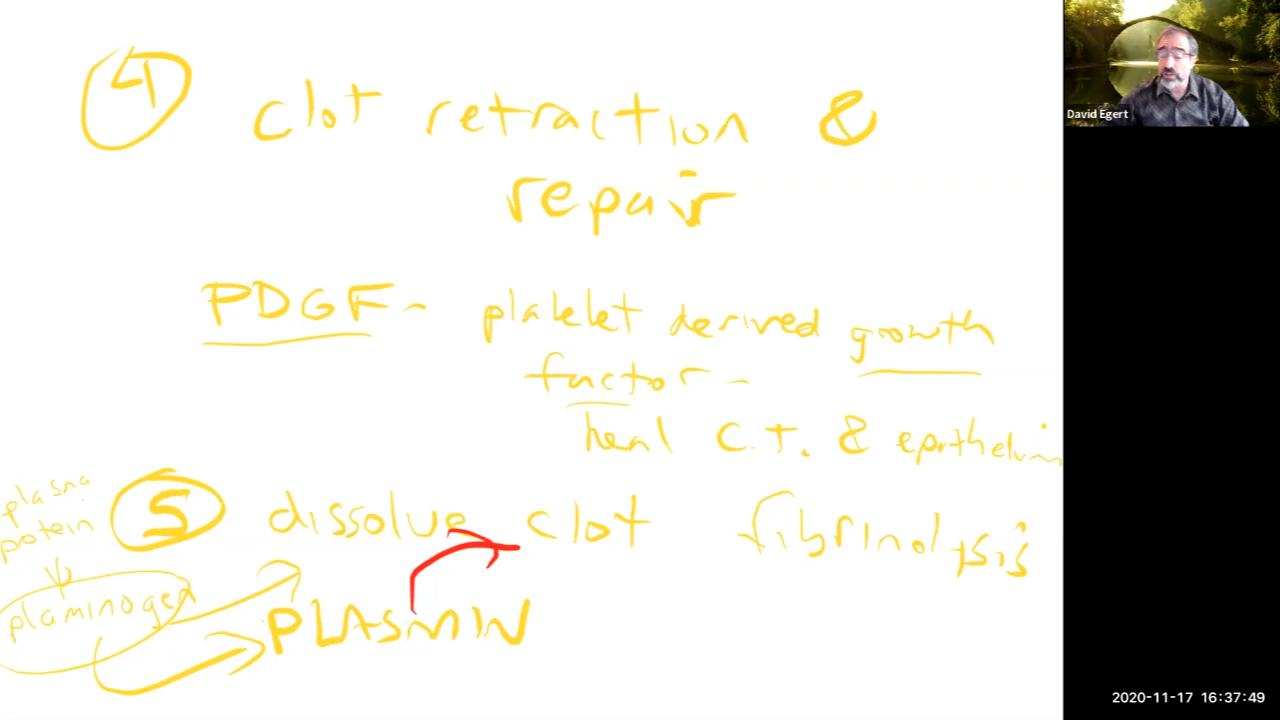 4
clot retraction &
repair
PDGF - platelet derived growth
factor -
heal C.T. & epithelium
plasma
protein
5 dissolve clot fibrinolysis
plaminogen
PLASMIN
David Egert
2020-11-17 16:37:49